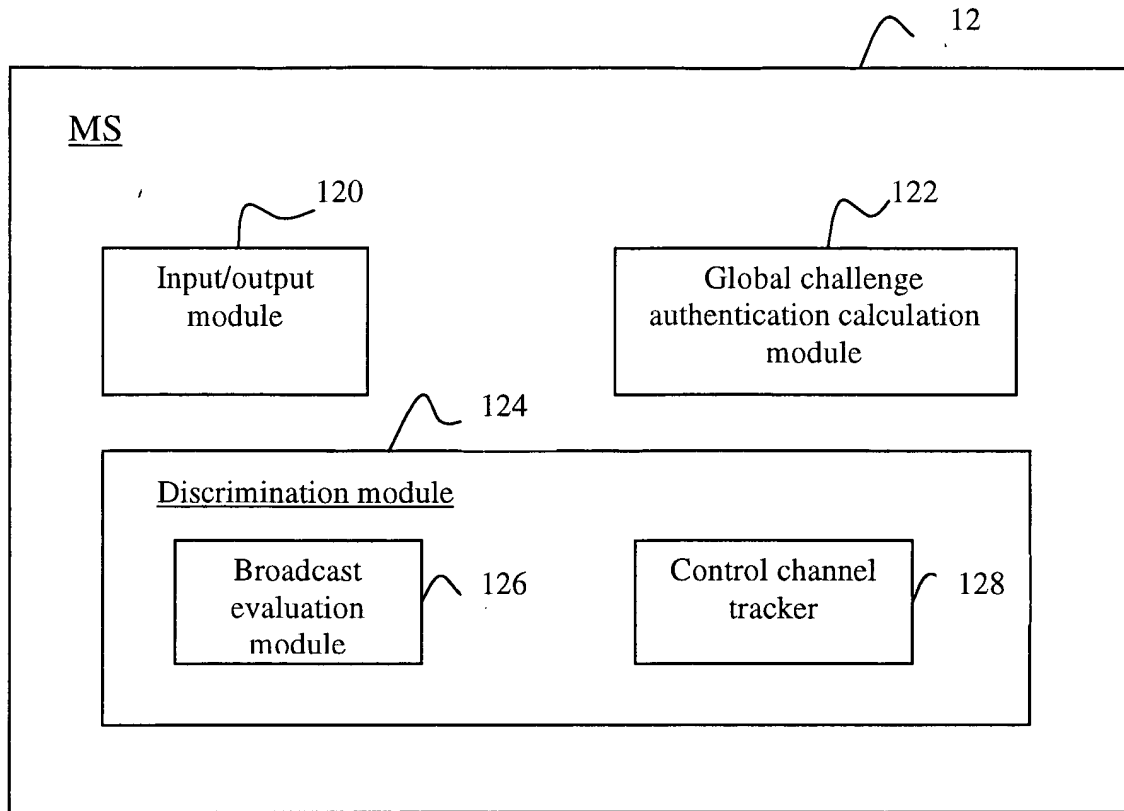 12
MS
120
122
Input/output
module
Global challenge
authentication calculation
module
124
Discrimination module
Broadcast
evaluation
module
126
Control channel
tracker
128